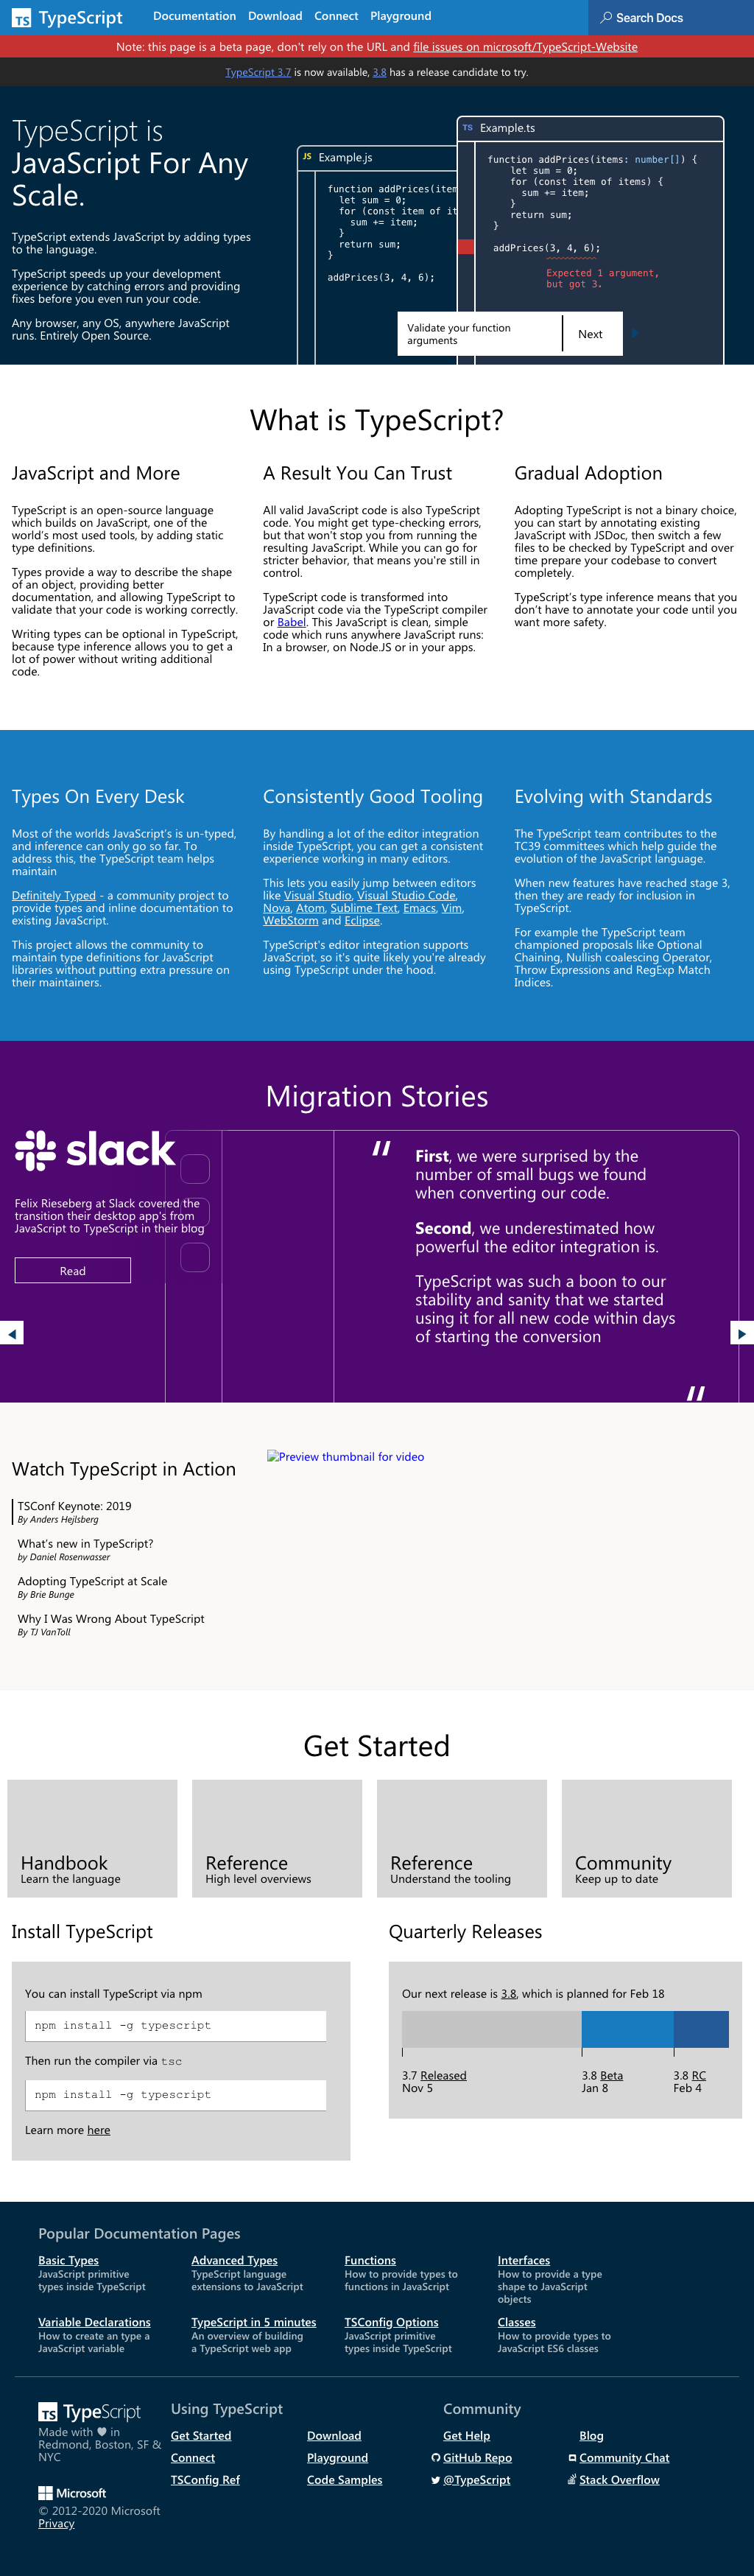 TS TypeScript Documentation Download Connect Playground Search Docs
Note: this page is a beta page, don't rely on the URL and file issues on microsoft/TypeScript-Website
TypeScript 3.7 is now available, 3.8 has a release candidate to try.
TypeScript is
JavaScript For Any
Scale.
TypeScript extends JavaScript by adding types
to the language.
TypeScript speeds up your development
experience by catching errors and providing
fixes before you even run your code.
Any browser, any OS, anywhere JavaScript
runs. Entirely Open Source.
JS Example.js
function addPrices(item
let sum = 0;
for (const item of it
sum += item;
}
return sum;
}
addPrices(3, 4, 6);
TS Example.ts
function addPrices(items: number[]) {
let sum = 0;
for (const item of items) {
sum += item;
}
return sum;
}
addPrices(3, 4, 6);
Expected 1 argument,
but got 3.
Validate your function
arguments
Next
What is TypeScript?
JavaScript and More
TypeScript is an open-source language
which builds on JavaScript, one of the
world's most used tools, by adding static
type definitions.
Types provide a way to describe the shape
of an object, providing better
documentation, and allowing TypeScript to
validate that your code is working correctly.
Writing types can be optional in TypeScript,
because type inference allows you to get a
lot of power without writing additional
code.
A Result You Can Trust
All valid JavaScript code is also TypeScript
code. You might get type-checking errors,
but that won't stop you from running the
resulting JavaScript. While you can go for
stricter behavior, that means you're still in
control.
TypeScript code is transformed into
JavaScript code via the TypeScript compiler
or Babel. This JavaScript is clean, simple
code which runs anywhere JavaScript runs:
In a browser, on Node.JS or in your apps.
Gradual Adoption
Adopting TypeScript is not a binary choice,
you can start by annotating existing
JavaScript with JSDoc, then switch a few
files to be checked by TypeScript and over
time prepare your codebase to convert
completely.
TypeScript's type inference means that you
don't have to annotate your code until you
want more safety.
Types On Every Desk
Most of the worlds JavaScript's is un-typed,
and inference can only go so far. To
address this, the TypeScript team helps
maintain
Definitely Typed - a community project to
provide types and inline documentation to
existing JavaScript.
This project allows the community to
maintain type definitions for JavaScript
libraries without putting extra pressure on
their maintainers.
Consistently Good Tooling
By handling a lot of the editor integration
inside TypeScript, you can get a consistent
experience working in many editors.
This lets you easily jump between editors
like Visual Studio, Visual Studio Code,
Nova, Atom, Sublime Text, Emacs, Vim,
WebStorm and Eclipse.
TypeScript's editor integration supports
JavaScript, so it's quite likely you're already
using TypeScript under the hood.
Evolving with Standards
The TypeScript team contributes to the
TC39 committees which help guide the
evolution of the JavaScript language.
When new features have reached stage 3,
then they are ready for inclusion in
TypeScript.
For example the TypeScript team
championed proposals like Optional
Chaining, Nullish coalescing Operator,
Throw Expressions and RegExp Match
Indices.
Migration Stories
slack
Felix Rieseberg at Slack covered the
transition their desktop app's from
JavaScript to TypeScript in their blog
Read
"
First, we were surprised by the
number of small bugs we found
when converting our code.
Second, we underestimated how
powerful the editor integration is.
TypeScript was such a boon to our
stability and sanity that we started
using it for all new code within days
of starting the conversion
"
Watch TypeScript in Action
TSConf Keynote: 2019
By Anders Hejlsberg
What's new in TypeScript?
by Daniel Rosenwasser
Adopting TypeScript at Scale
By Brie Bunge
Why I Was Wrong About TypeScript
By TJ VanToll
Preview thumbnail for video
Get Started
Handbook
Learn the language
Reference
High level overviews
Reference
Understand the tooling
Community
Keep up to date
Install TypeScript
You can install TypeScript via npm
npm install -g typescript
Then run the compiler via tsc
npm install -g typescript
Learn more here
Quarterly Releases
Our next release is 3.8, which is planned for Feb 18
3.7 Released
Nov 5
3.8 Beta
Jan 8
3.8 RC
Feb 4
Popular Documentation Pages
Basic Types
JavaScript primitive
types inside TypeScript
Advanced Types
TypeScript language
extensions to JavaScript
Functions
How to provide types to
functions in JavaScript
Interfaces
How to provide a type
shape to JavaScript
objects
Variable Declarations
How to create an type a
JavaScript variable
TypeScript in 5 minutes
An overview of building
a TypeScript web app
TSConfig Options
JavaScript primitive
types inside TypeScript
Classes
How to provide types to
JavaScript ES6 classes
TS TypeScript
Made with ♥ in
Redmond, Boston, SF &
NYC
Microsoft
© 2012-2020 Microsoft
Privacy
Using TypeScript
Get Started Download
Connect Playground
TSConfig Ref Code Samples
Community
Get Help Blog
GitHub Repo Community Chat
@TypeScript Stack Overflow